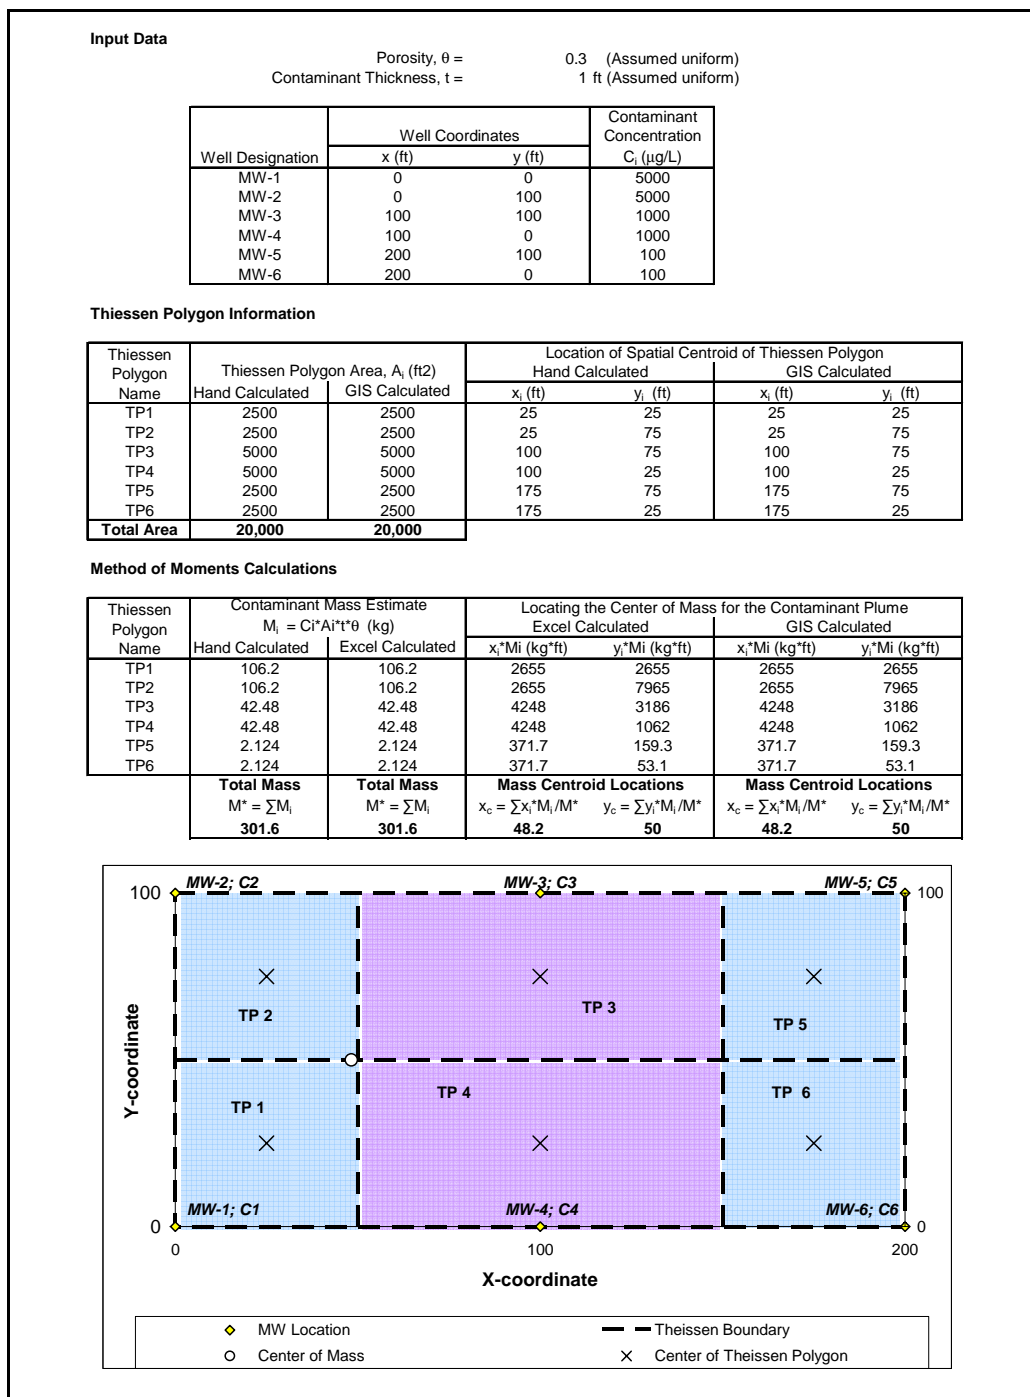 Input Data
Porosity, θ = 0.3 (Assumed uniform)
Contaminant Thickness, t = 1 ft (Assumed uniform)
Contaminant
Well Coordinates Concentration
Well Designation x (ft) y (ft) Ci (µg/L)
MW-1 0 0 5000
MW-2 0 100 5000
MW-3 100 100 1000
MW-4 100 0 1000
MW-5 200 100 100
MW-6 200 0 100
Thiessen Polygon Information
Thiessen Location of Spatial Centroid of Thiessen Polygon
Polygon Thiessen Polygon Area, Ai (ft2) Hand Calculated GIS Calculated
Name Hand Calculated GIS Calculated xi (ft) yi (ft) xi (ft) yi (ft)
TP1 2500 2500 25 25 25 25
TP2 2500 2500 25 75 25 75
TP3 5000 5000 100 75 100 75
TP4 5000 5000 100 25 100 25
TP5 2500 2500 175 75 175 75
TP6 2500 2500 175 25 175 25
Total Area 20,000 20,000
Method of Moments Calculations
Thiessen Contaminant Mass Estimate Locating the Center of Mass for the Contaminant Plume
Polygon Mi = Ci*Ai*t*θ (kg) Excel Calculated GIS Calculated
Name Hand Calculated Excel Calculated xi*Mi (kg*ft) yi*Mi (kg*ft) xi*Mi (kg*ft) yi*Mi (kg*ft)
TP1 106.2 106.2 2655 2655 2655 2655
TP2 106.2 106.2 2655 7965 2655 7965
TP3 42.48 42.48 4248 3186 4248 3186
TP4 42.48 42.48 4248 1062 4248 1062
TP5 2.124 2.124 371.7 159.3 371.7 159.3
TP6 2.124 2.124 371.7 53.1 371.7 53.1
Total Mass Total Mass Mass Centroid Locations Mass Centroid Locations
M* = ∑Mi M* = ∑Mi xc = ∑xi*Mi/M* yc = ∑yi*Mi/M* xc = ∑xi*Mi/M* yc = ∑yi*Mi/M*
301.6 301.6 48.2 50 48.2 50
MW-2; C2 MW-3; C3 MW-5; C5
100 100
TP 3
TP 2
TP 5
Y-coordinate
TP 4 TP 6
TP 1
MW-1; C1 MW-4; C4 MW-6; C6
0 0
0 100 200
X-coordinate
MW Location Theissen Boundary
Center of Mass Center of Theissen Polygon